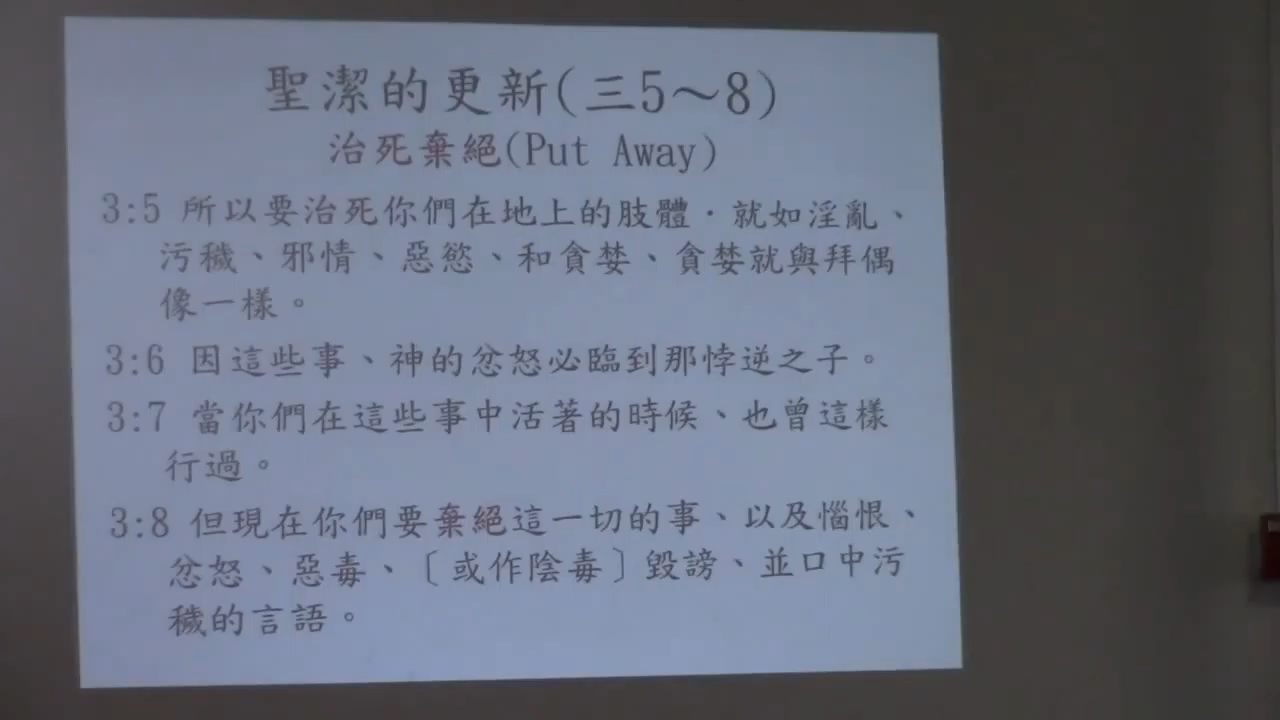 聖潔的更新(三5～8)
治死棄絕(Put Away)
3:5 所以要治死你們在地上的肢體．就如淫亂、
污穢、邪情、惡慾、和貪婪、貪婪就與拜偶
像一樣。
3:6 因這些事、神的忿怒必臨到那悖逆之子。
3:7 當你們在這些事中活著的時候、也曾這樣
行過。
3:8 但現在你們要棄絕這一切的事、以及惱恨、
忿怒、惡毒、〔或作陰毒〕毀謗、並口中污
穢的言語。